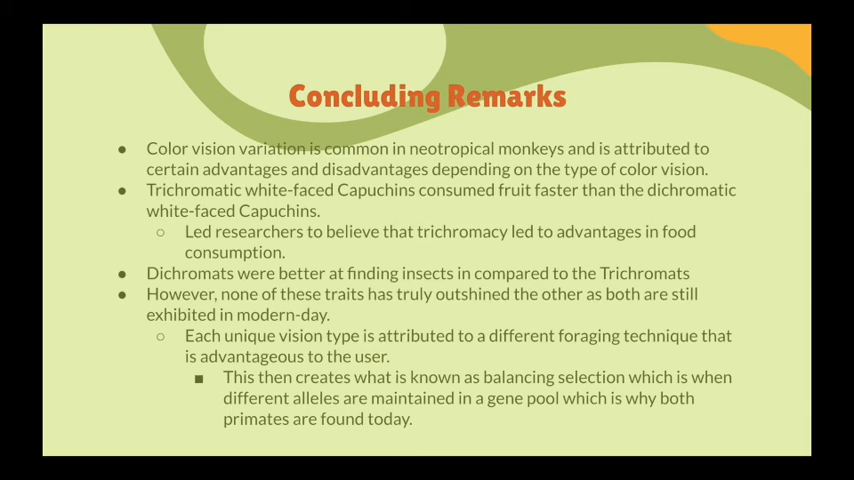 Concluding Remarks
● Color vision variation is common in neotropical monkeys and is attributed to
certain advantages and disadvantages depending on the type of color vision.
● Trichromatic white-faced Capuchins consumed fruit faster than the dichromatic
white-faced Capuchins.
○ Led researchers to believe that trichromacy led to advantages in food
consumption.
● Dichromats were better at finding insects in compared to the Trichromats
● However, none of these traits has truly outshined the other as both are still
exhibited in modern-day.
○ Each unique vision type is attributed to a different foraging technique that
is advantageous to the user.
■ This then creates what is known as balancing selection which is when
different alleles are maintained in a gene pool which is why both
primates are found today.